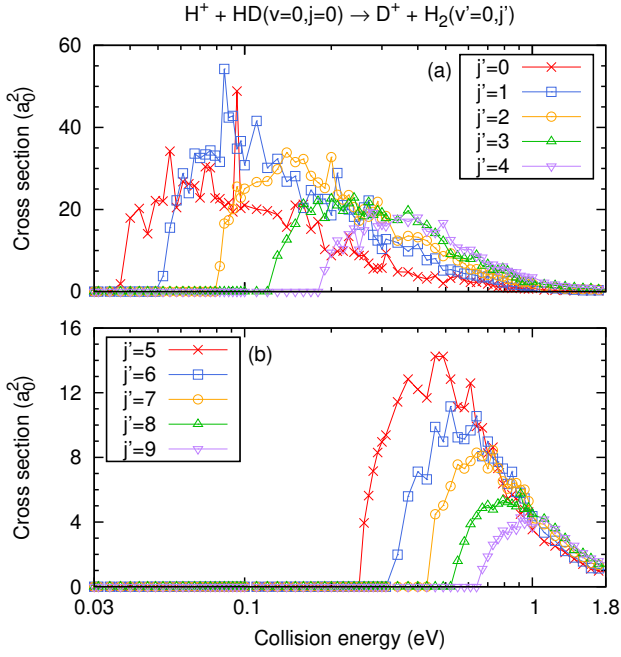 H⁺ + HD(v=0,j=0) → D⁺ + H₂(v'=0,j')
60
40
20
0
Cross section (a₀²)
(a)
j'=0
j'=1
j'=2
j'=3
j'=4
16
12
8
4
0
Cross section (a₀²)
j'=5
j'=6
j'=7
j'=8
j'=9
(b)
0.03
0.1
1
1.8
Collision energy (eV)